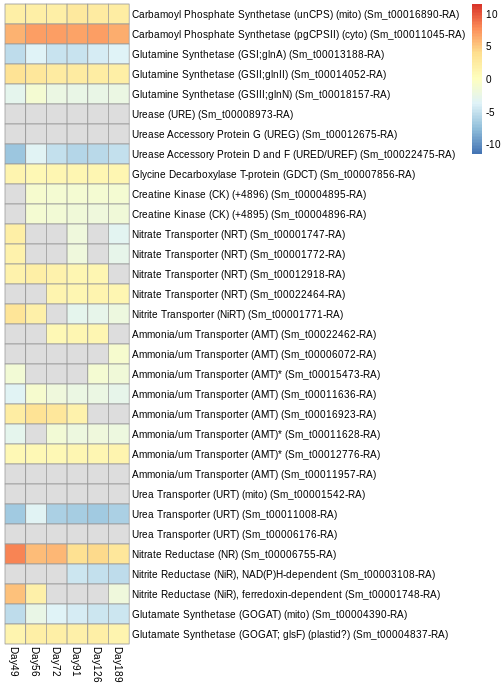 Carbamoyl Phosphate Synthetase (unCPS) (mito) (Sm_t00016890-RA)
Carbamoyl Phosphate Synthetase (pgCPSII) (cyto) (Sm_t00011045-RA)
Glutamine Synthetase (GSI;glnA) (Sm_t00013188-RA)
Glutamine Synthetase (GSII;glnII) (Sm_t00014052-RA)
Glutamine Synthetase (GSIII;glnN) (Sm_t00018157-RA)
Urease (URE) (Sm_t00008973-RA)
Urease Accessory Protein G (UREG) (Sm_t00012675-RA)
Urease Accessory Protein D and F (URED/UREF) (Sm_t00022475-RA)
Glycine Decarboxylase T-protein (GDCT) (Sm_t00007856-RA)
Creatine Kinase (CK) (+4896) (Sm_t00004895-RA)
Creatine Kinase (CK) (+4895) (Sm_t00004896-RA)
Nitrate Transporter (NRT) (Sm_t00001747-RA)
Nitrate Transporter (NRT) (Sm_t00001772-RA)
Nitrate Transporter (NRT) (Sm_t00012918-RA)
Nitrate Transporter (NRT) (Sm_t00022464-RA)
Nitrite Transporter (NiRT) (Sm_t00001771-RA)
Ammonia/um Transporter (AMT) (Sm_t00022462-RA)
Ammonia/um Transporter (AMT) (Sm_t00006072-RA)
Ammonia/um Transporter (AMT)* (Sm_t00015473-RA)
Ammonia/um Transporter (AMT) (Sm_t00011636-RA)
Ammonia/um Transporter (AMT) (Sm_t00016923-RA)
Ammonia/um Transporter (AMT)* (Sm_t00011628-RA)
Ammonia/um Transporter (AMT)* (Sm_t00012776-RA)
Ammonia/um Transporter (AMT) (Sm_t00011957-RA)
Urea Transporter (URT) (mito) (Sm_t00001542-RA)
Urea Transporter (URT) (Sm_t00011008-RA)
Urea Transporter (URT) (Sm_t00006176-RA)
Nitrate Reductase (NR) (Sm_t00006755-RA)
Nitrite Reductase (NiR), NAD(P)H-dependent (Sm_t00003108-RA)
Nitrite Reductase (NiR), ferredoxin-dependent (Sm_t00001748-RA)
Glutamate Synthetase (GOGAT) (mito) (Sm_t00004390-RA)
Glutamate Synthetase (GOGAT; glsF) (plastid?) (Sm_t00004837-RA)
Day49
Day56
Day72
Day91
Day126
Day189
10
5
0
-5
-10